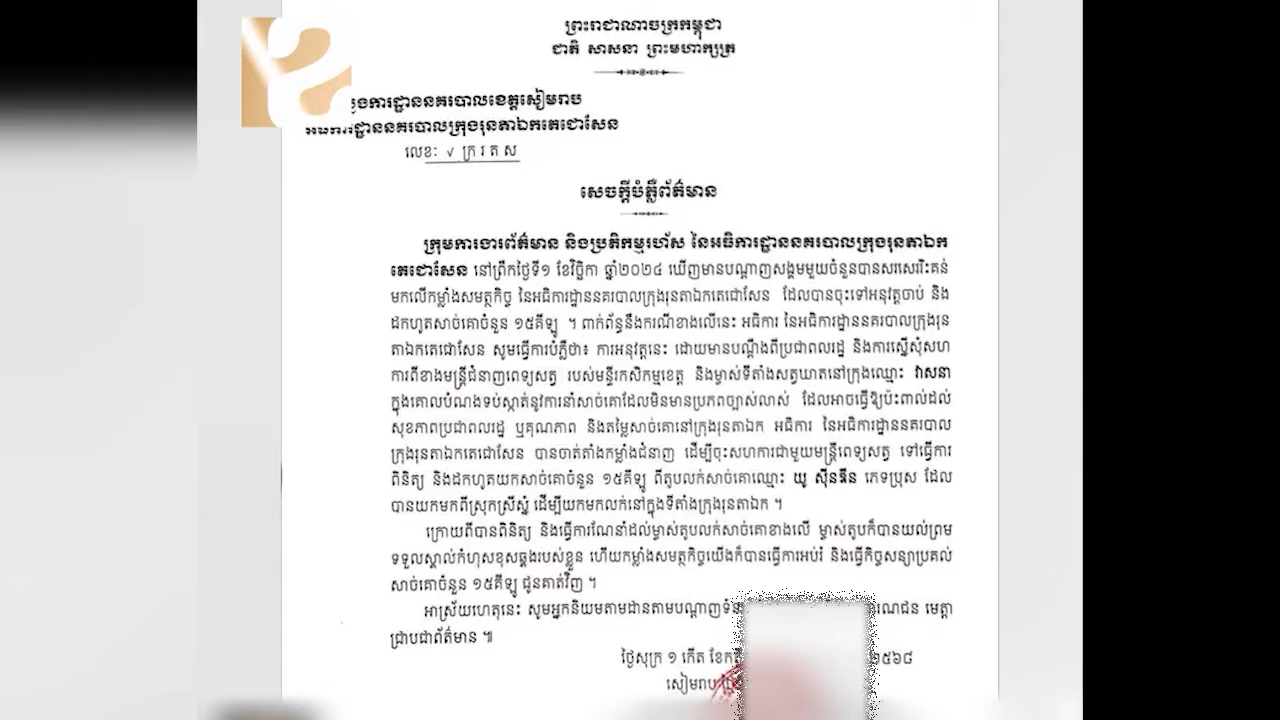 ព្រះរាជាណាចក្រកម្ពុជា
ជាតិ សាសនា ព្រះមហាក្សត្រ
ការដ្ឋាននគរបាលខេត្តសៀមរាប
អធិការដ្ឋាននគរបាលក្រុងរុនតាឯកតេជោសែន
លេខៈ ក្រ រ ត ស
សេចក្តីបំភ្លឺព័ត៌មាន
ក្រុមការងារព័ត៌មាន និងប្រតិកម្មរហ័ស នៃអធិការដ្ឋាននគរបាលក្រុងរុនតាឯក
តេជោសែន នៅព្រឹកថ្ងៃទី១ ខែវិច្ឆិកា ឆ្នាំ២០២៤ ឃើញមានបណ្តាញសង្គមមួយចំនួនបានសរសេររិះគន់
មកលើកម្លាំងសមត្ថកិច្ច នៃអធិការដ្ឋាននគរបាលក្រុងរុនតាឯកតេជោសែន ដែលបានចុះទៅអនុវត្តចាប់ និង
ដកហូតសាច់គោចំនួន ១៥គីឡូ ។ ពាក់ព័ន្ធនឹងករណីខាងលើនេះ អធិការ នៃអធិការដ្ឋាននគរបាលក្រុងរុន
តាឯកតេជោសែន សូមធ្វើការបំភ្លឺថា៖ ការអនុវត្តនេះ ដោយមានបណ្តឹងពីប្រជាពលរដ្ឋ និងការស្នើសុំសហ
ការពីខាងមន្ត្រីជំនាញពេទ្យសត្វ របស់មន្ទីរកសិកម្មខេត្ត និងម្ចាស់ទីតាំងសត្តឃាតនៅក្រុងឈ្មោះ វាសនា
ក្នុងគោលបំណងទប់ស្កាត់នូវការនាំសាច់គោដែលមិនមានប្រភពច្បាស់លាស់ ដែលអាចធ្វើឱ្យប៉ះពាល់ដល់
សុខភាពប្រជាពលរដ្ឋ ឬគុណភាព និងតម្លៃសាច់គោនៅក្រុងរុនតាឯក អធិការ នៃអធិការដ្ឋាននគរបាល
ក្រុងរុនតាឯកតេជោសែន បានចាត់តាំងកម្លាំងជំនាញ ដើម្បីចុះសហការជាមួយមន្ត្រីពេទ្យសត្វ ទៅធ្វើការ
ពិនិត្យ និងដកហូតយកសាច់គោចំនួន ១៥គីឡូ ពីតូបលក់សាច់គោឈ្មោះ យូ ស៊ីនឌីន ភេទប្រុស ដែល
បានយកមកពីស្រុកស្រីស្នំ ដើម្បីយកមកលក់នៅក្នុងទីតាំងក្រុងរុនតាឯក ។
ក្រោយពីបានពិនិត្យ និងធ្វើការណែនាំដល់ម្ចាស់តូបលក់សាច់គោខាងលើ ម្ចាស់តូបក៏បានយល់ព្រម
ទទួលស្គាល់កំហុសខុសឆ្គងរបស់ខ្លួន ហើយកម្លាំងសមត្ថកិច្ចយើងក៏បានធ្វើការអប់រំ និងធ្វើកិច្ចសន្យាប្រគល់
សាច់គោចំនួន ១៥គីឡូ ជូនគាត់វិញ ។
អាស្រ័យហេតុនេះ សូមអ្នកនិយមតាមដានតាមបណ្តាញទំនា ណជន មេត្តា
ជ្រាបជាព័ត៌មាន ៕
ថ្ងៃសុក្រ ១ កើត ខែកត្តិ ២៥៦៨
សៀមរាប